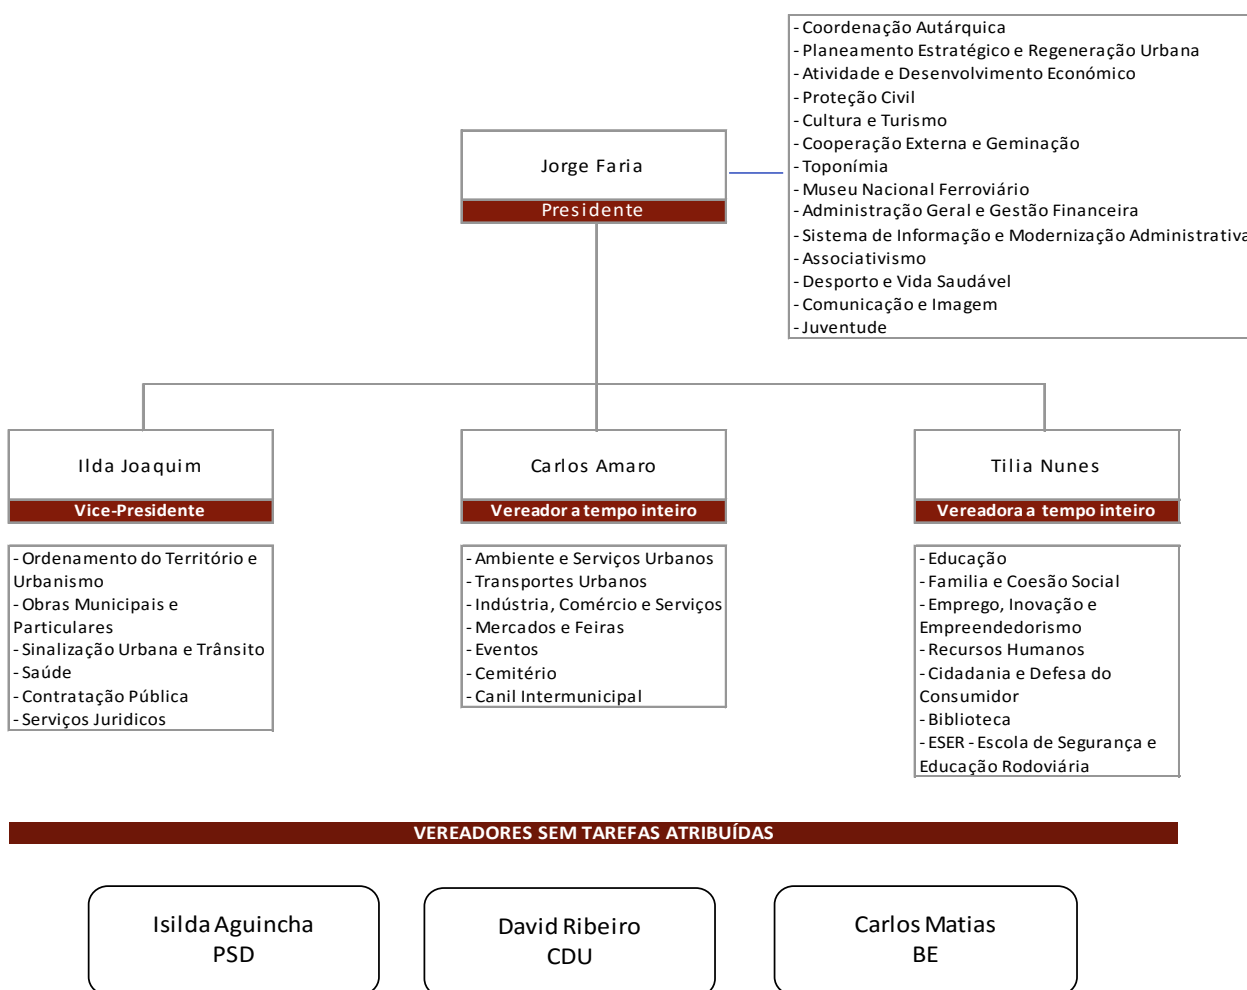 - Coordenação Autárquica
- Planeamento Estratégico e Regeneração Urbana
- Atividade e Desenvolvimento Económico
- Proteção Civil
- Cultura e Turismo
- Cooperação Externa e Geminação
- Toponímia
- Museu Nacional Ferroviário
- Administração Geral e Gestão Financeira
- Sistema de Informação e Modernização Administrativa
- Associativismo
- Desporto e Vida Saudável
- Comunicação e Imagem
- Juventude
Jorge Faria
Presidente
Ilda Joaquim
Vice-Presidente
- Ordenamento do Território e
Urbanismo
- Obras Municipais e
Particulares
- Sinalização Urbana e Trânsito
- Saúde
- Contratação Pública
- Serviços Juridicos
Carlos Amaro
Vereador a tempo inteiro
- Ambiente e Serviços Urbanos
- Transportes Urbanos
- Indústria, Comércio e Serviços
- Mercados e Feiras
- Eventos
- Cemitério
- Canil Intermunicipal
Tilia Nunes
Vereadora a tempo inteiro
- Educação
- Familia e Coesão Social
- Emprego, Inovação e
Empreendedorismo
- Recursos Humanos
- Cidadania e Defesa do
Consumidor
- Biblioteca
- ESER - Escola de Segurança e
Educação Rodoviária
VEREADORES SEM TAREFAS ATRIBUÍDAS
Isilda Aguincha
PSD
David Ribeiro
CDU
Carlos Matias
BE